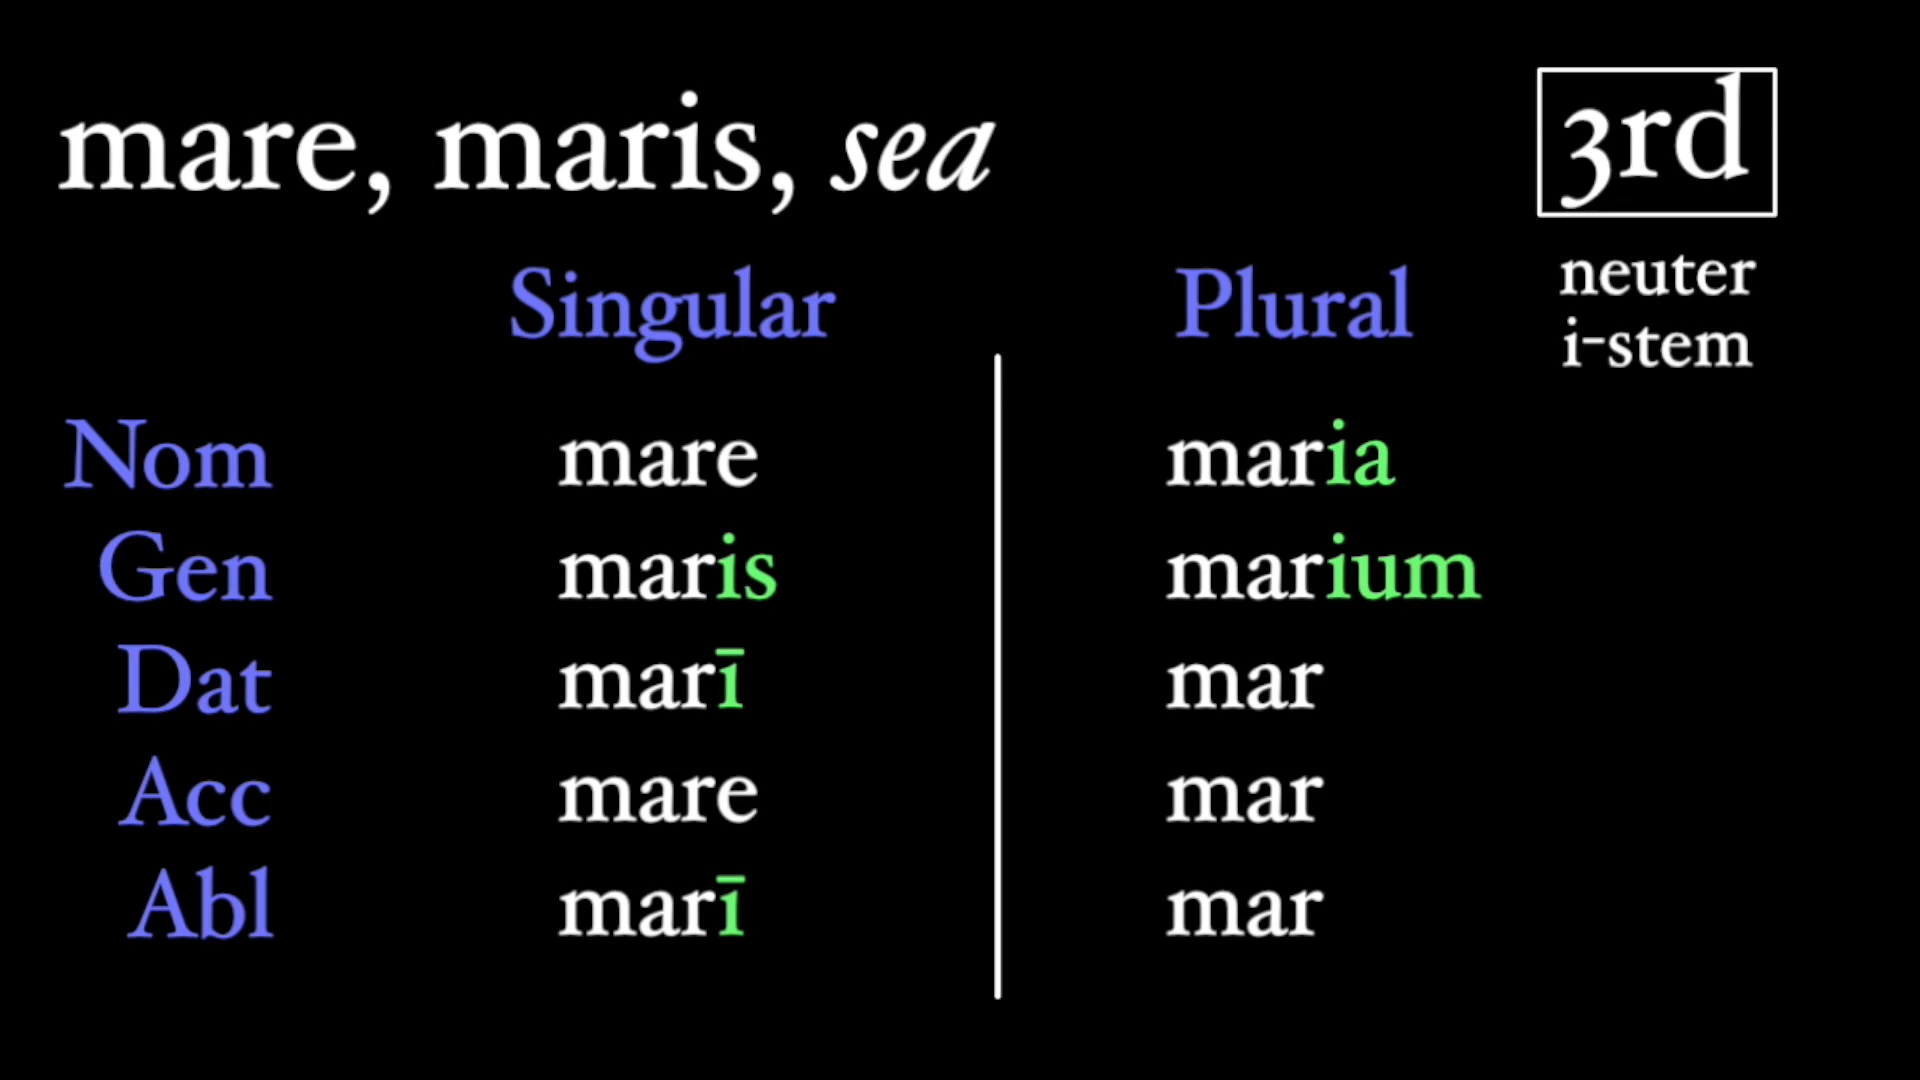 mare, maris, sea
3rd
neuter
i-stem
Singular Plural
Nom mare maria
Gen maris marium
Dat marī mar
Acc mare mar
Abl marī mar